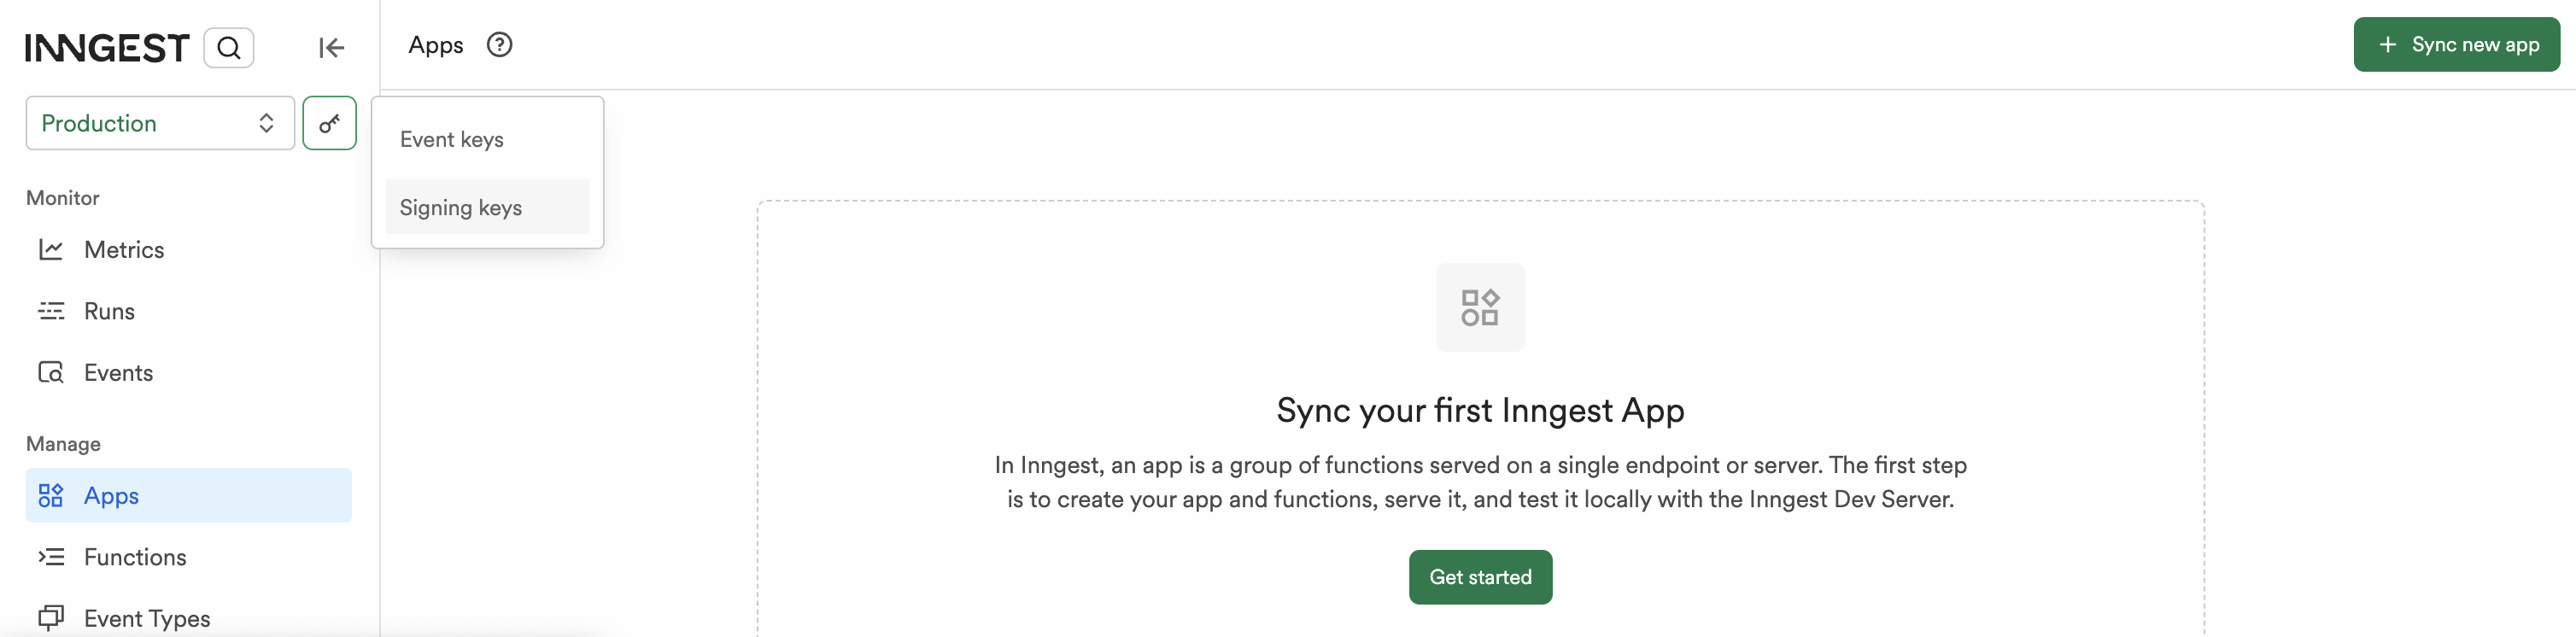 INNGEST
Apps
Sync new app
Production
Event keys
Signing keys
Monitor
Metrics
Runs
Events
Manage
Apps
Functions
Event Types
Sync your first Inngest App
In Inngest, an app is a group of functions served on a single endpoint or server. The first step
is to create your app and functions, serve it, and test it locally with the Inngest Dev Server.
Get started